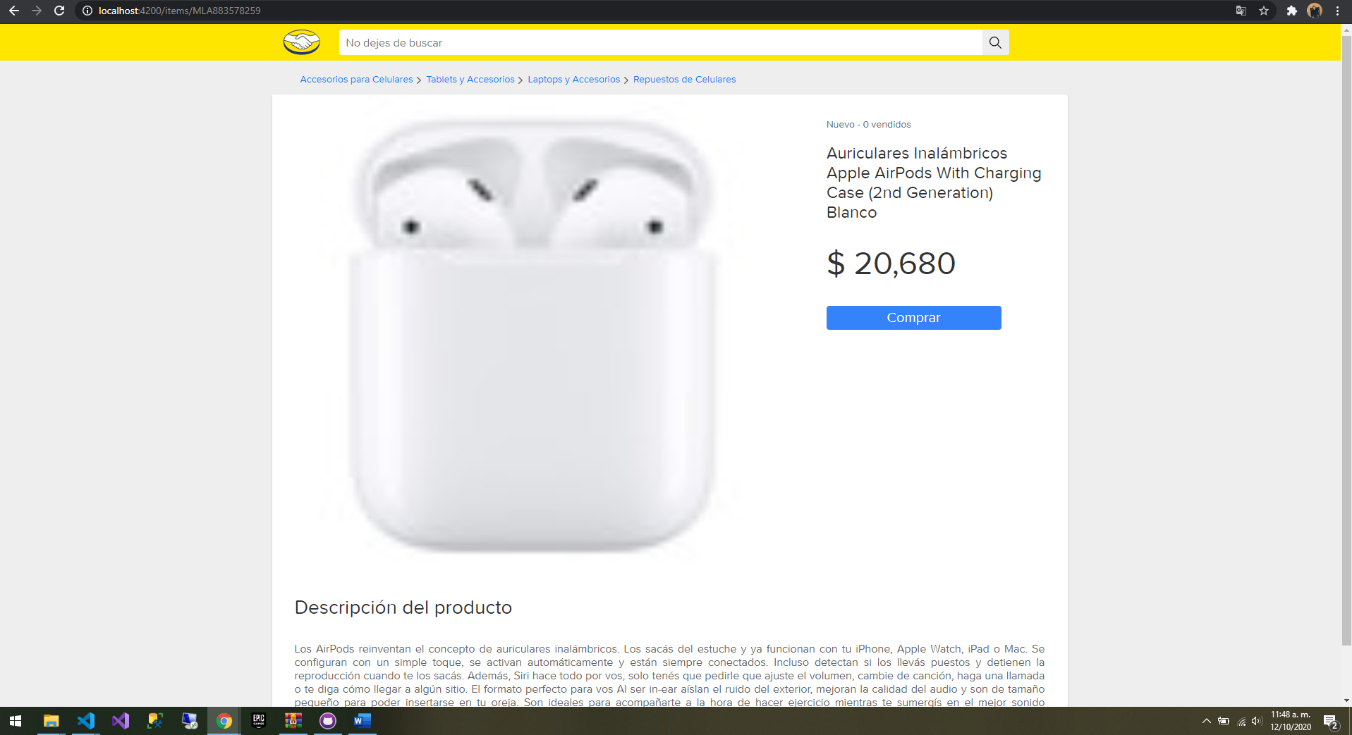 localhost:4200/items/MLA883578259
No dejes de buscar
Accesorios para Celulares > Tablets y Accesorios > Laptops y Accesorios > Repuestos de Celulares
Nuevo - 0 vendidos
Auriculares Inalámbricos
Apple AirPods With Charging
Case (2nd Generation)
Blanco
$ 20,680
Comprar
Descripción del producto
Los AirPods reinventan el concepto de auriculares inalámbricos. Los sacás del estuche y ya funcionan con tu iPhone, Apple Watch, iPad o Mac. Se
configuran con un simple toque, se activan automáticamente y están siempre conectados. Incluso detectan si los llevás puestos y detienen la
reproducción cuando te los sacás. Además, Siri hace todo por vos, solo tenés que pedirle que ajuste el volumen, cambie de canción, haga una llamada
o te diga cómo llegar a algún sitio. El formato perfecto para vos Al ser in-ear aíslan el ruido del exterior, mejoran la calidad del audio y son de tamaño
pequeño para poder insertarse en tu oreja. Son ideales para acompañarte a la hora de hacer ejercicio mientras te sumergís en el mejor sonido
EPIC
GAMES
11:48 a. m.
12/10/2020
2